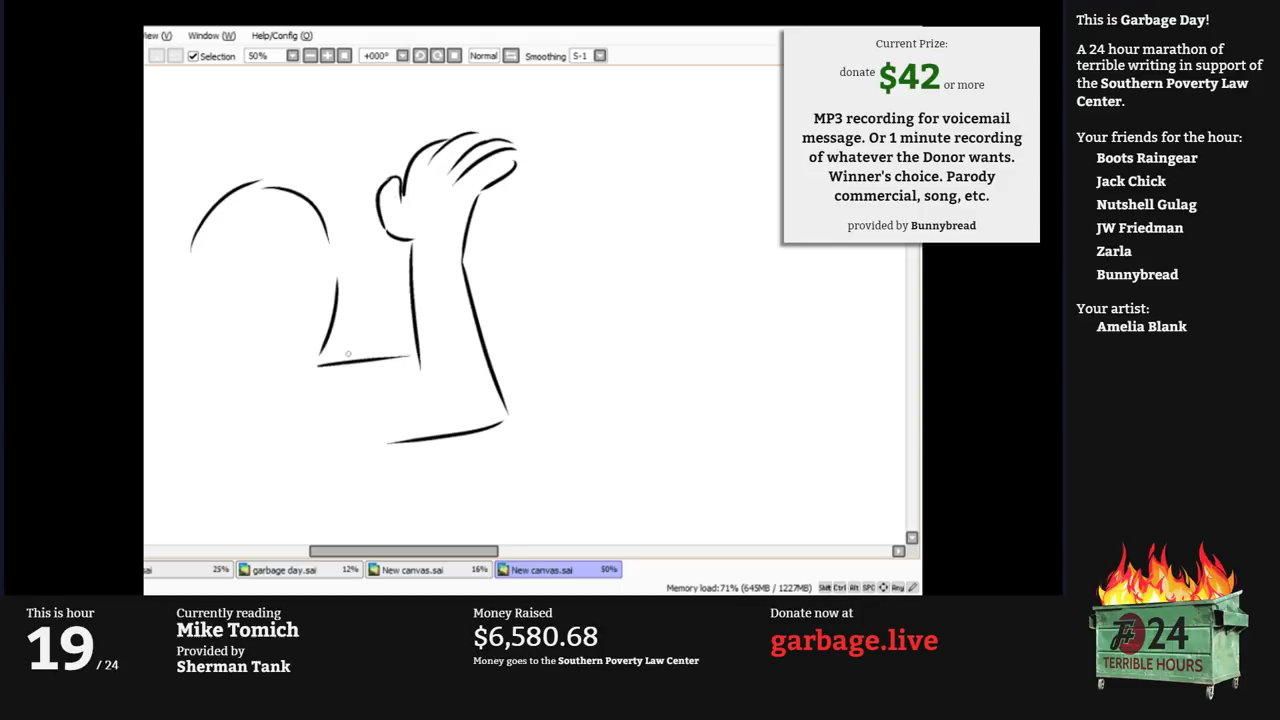 iew (V) Window (W) Help/Config (O)
Selection 50% +000° Normal Smoothing S-1
Current Prize:
donate $42 or more
MP3 recording for voicemail
message. Or 1 minute recording
of whatever the Donor wants.
Winner's choice. Parody
commercial, song, etc.
provided by Bunnybread
This is Garbage Day!
A 24 hour marathon of
terrible writing in support of
the Southern Poverty Law
Center.
Your friends for the hour:
Boots Raingear
Jack Chick
Nutshell Gulag
JW Friedman
Zarla
Bunnybread
Your artist:
Amelia Blank
sai 25% garbage day.sai 12% New canvas.sai 16% New canvas.sai 50%
Memory load:71% (645MB / 1227MB) Shift Ctrl Alt SPC Any
This is hour
19 / 24
Currently reading
Mike Tomich
Provided by
Sherman Tank
Money Raised
$6,580.68
Money goes to the Southern Poverty Law Center
Donate now at
garbage.live
24
TERRIBLE HOURS